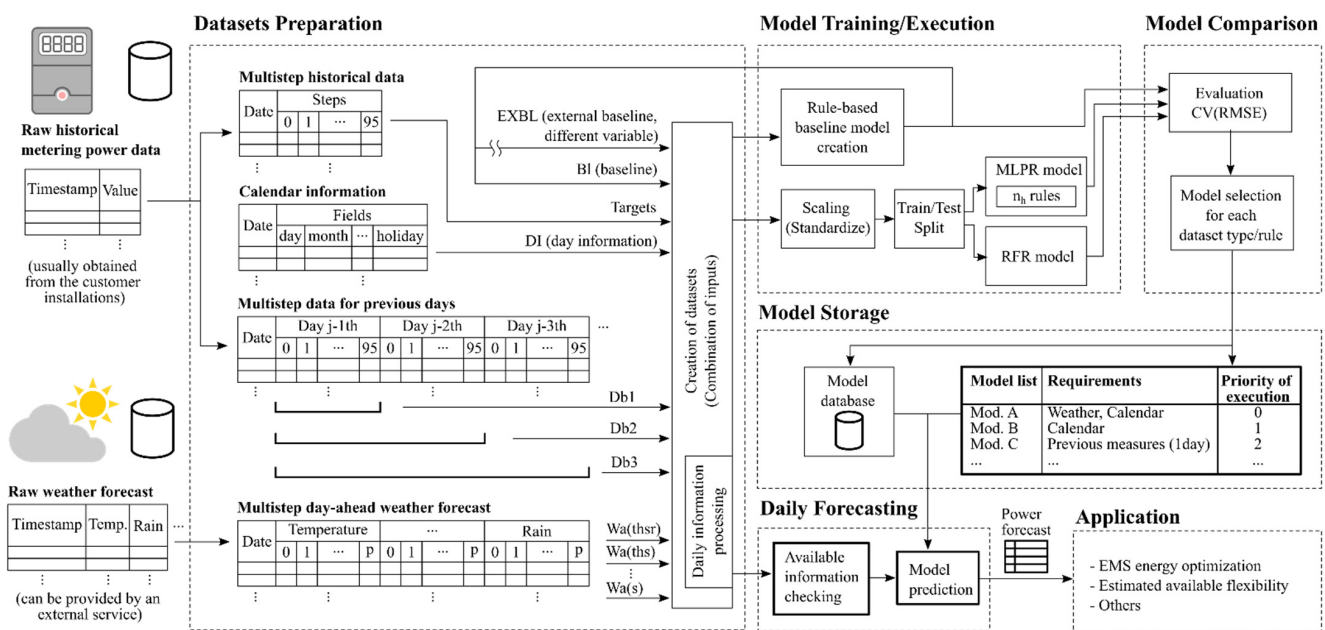 Datasets Preparation
Model Training/Execution
Model Comparison
8888
Raw historical
metering power data
Timestamp Value
⋮ ⋮
(usually obtained
from the customer
installations)
Multistep historical data
Date Steps
0 1 ... 95
⋮ ⋮
Calendar information
Date Fields
day month ... holiday
⋮ ⋮
Multistep data for previous days
Date Day j-1th Day j-2th Day j-3th ...
0 1 ... 95 0 1 ... 95 0 1 ... 95
⋮ ⋮ ⋮ ⋮
Db1
Db2
Db3
Raw weather forecast
Timestamp Temp. Rain ...
⋮ ⋮ ⋮
(can be provided by an
external service)
Multistep day-ahead weather forecast
Date Temperature ... Rain
0 1 ... p 0 1 ... p 0 1 ... p
⋮ ⋮ ⋮ ⋮
Wa(thsr)
Wa(ths)
⋮
Wa(s)
EXBL (external baseline,
different variable)
Bl (baseline)
Targets
DI (day information)
Creation of datasets
(Combination of inputs)
Daily information
processing
Rule-based
baseline model
creation
Scaling
(Standardize)
Train/Test
Split
MLPR model
nh rules
RFR model
Evaluation
CV(RMSE)
Model selection
for each
dataset type/rule
Model Storage
Model
database
Model list Requirements Priority of
execution
Mod. A Weather, Calendar 0
Mod. B Calendar 1
Mod. C Previous measures (1day) 2
... ... ...
Daily Forecasting
Available
information
checking
Model
prediction
Power
forecast
Application
- EMS energy optimization
- Estimated available flexibility
- Others